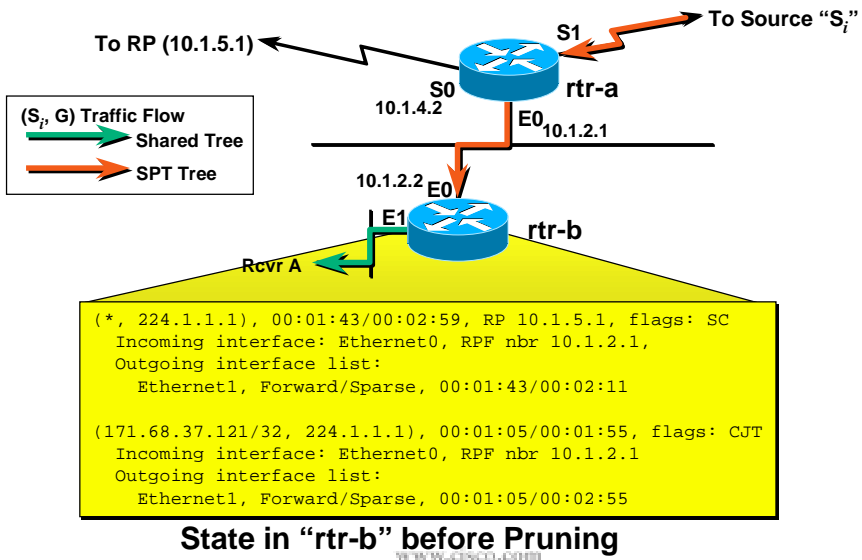 To Source “Si”
S1
To RP (10.1.5.1)
S0
rtr-a
10.1.4.2
E0
10.1.2.1
(Si, G) Traffic Flow
Shared Tree
SPT Tree
10.1.2.2
E0
E1
rtr-b
Rcvr A
(*, 224.1.1.1), 00:01:43/00:02:59, RP 10.1.5.1, flags: SC
Incoming interface: Ethernet0, RPF nbr 10.1.2.1,
Outgoing interface list:
Ethernet1, Forward/Sparse, 00:01:43/00:02:11
(171.68.37.121/32, 224.1.1.1), 00:01:05/00:01:55, flags: CJT
Incoming interface: Ethernet0, RPF nbr 10.1.2.1
Outgoing interface list:
Ethernet1, Forward/Sparse, 00:01:05/00:02:55
State in “rtr-b” before Pruning
www.cisco.com